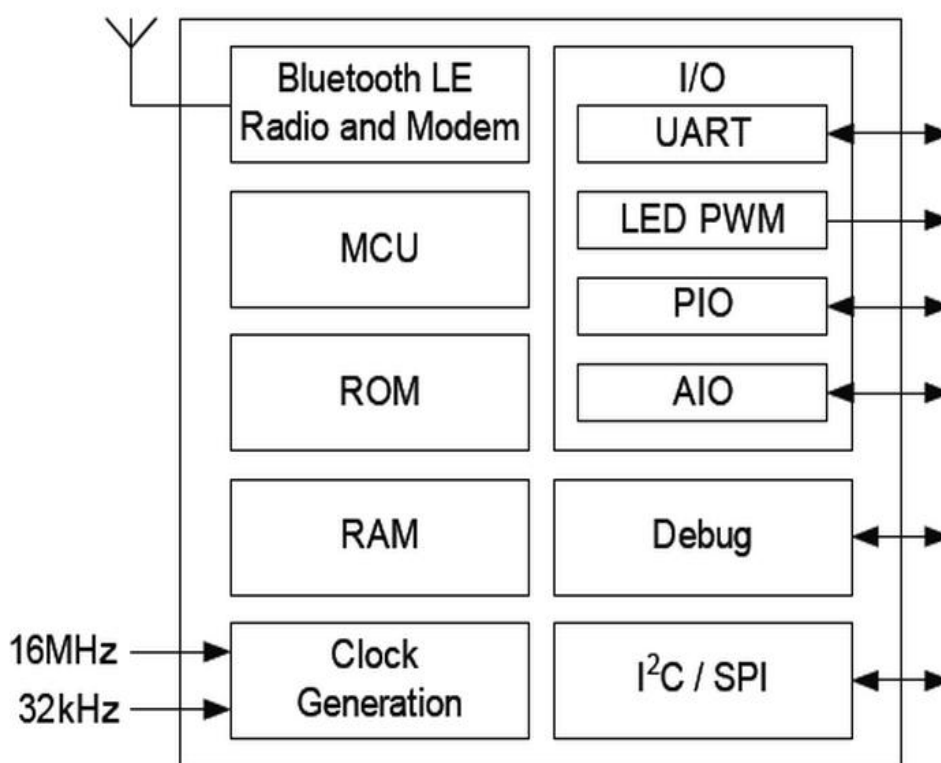 Bluetooth LE
Radio and Modem
MCU
ROM
RAM
16MHz
32kHz
Clock
Generation
I/O
UART
LED PWM
PIO
AIO
Debug
I²C / SPI